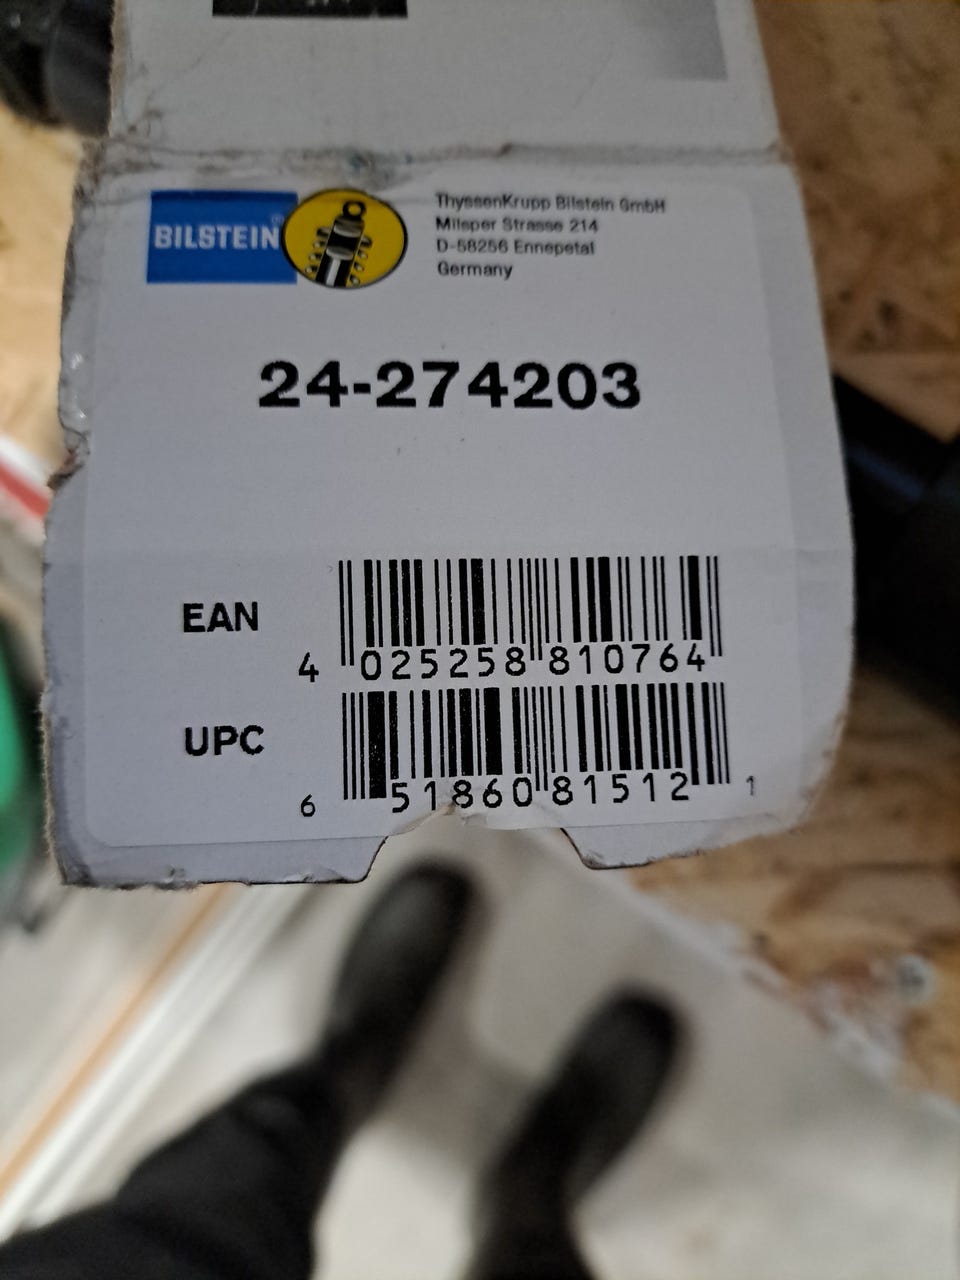 BILSTEIN®
ThyssenKrupp Bilstein GmbH
Milsper Strasse 214
D-58256 Ennepetal
Germany
24-274203
EAN
4 025258 810764
UPC
6 51860 81512 1